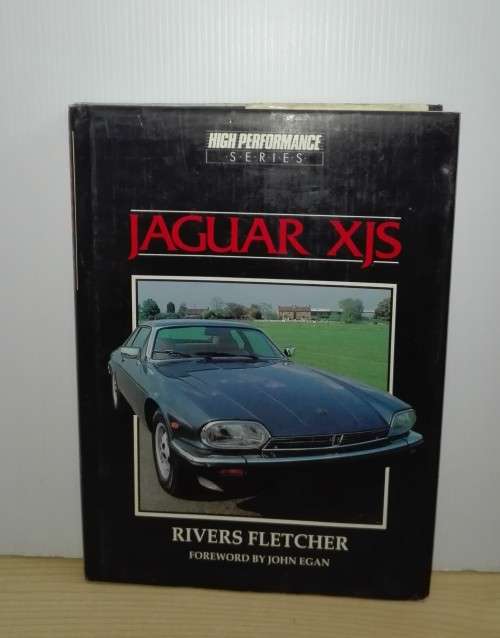 HIGH PERFORMANCE
SERIES
JAGUAR XJS
RIVERS FLETCHER
FOREWORD BY JOHN EGAN